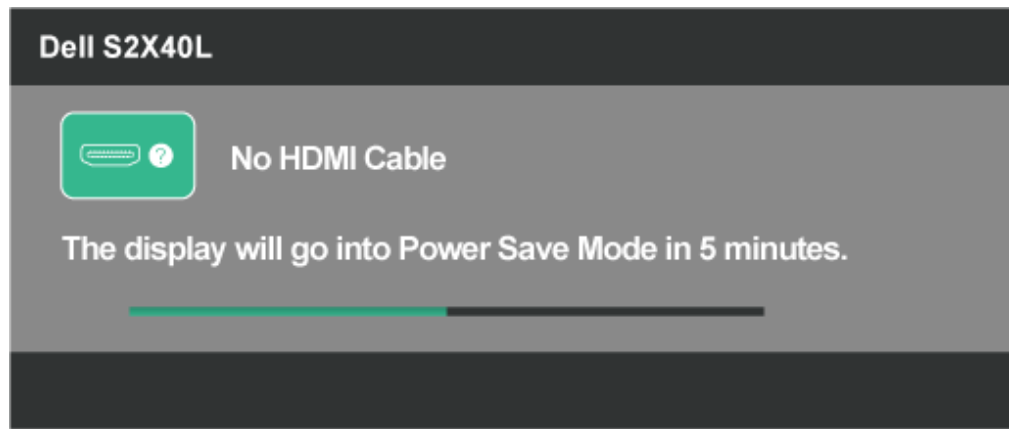 Dell S2X40L
? No HDMI Cable
The display will go into Power Save Mode in 5 minutes.